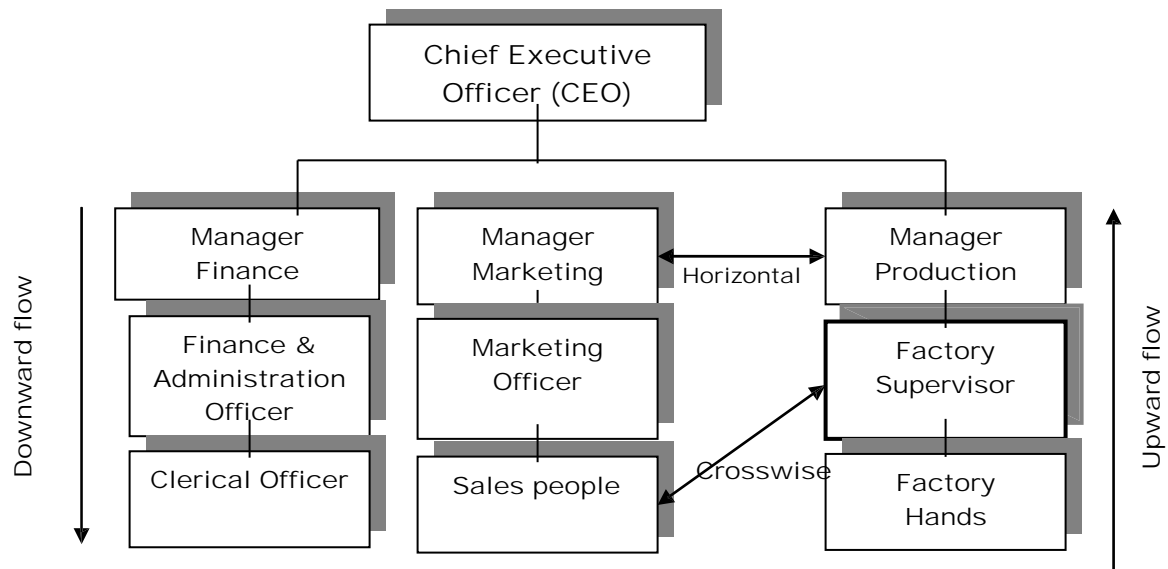 Chief Executive
Officer (CEO)
Downward flow
Manager
Finance
Manager
Marketing
Horizontal
Manager
Production
Finance &
Administration
Officer
Marketing
Officer
Factory
Supervisor
Clerical Officer
Sales people
Crosswise
Factory
Hands
Upward flow